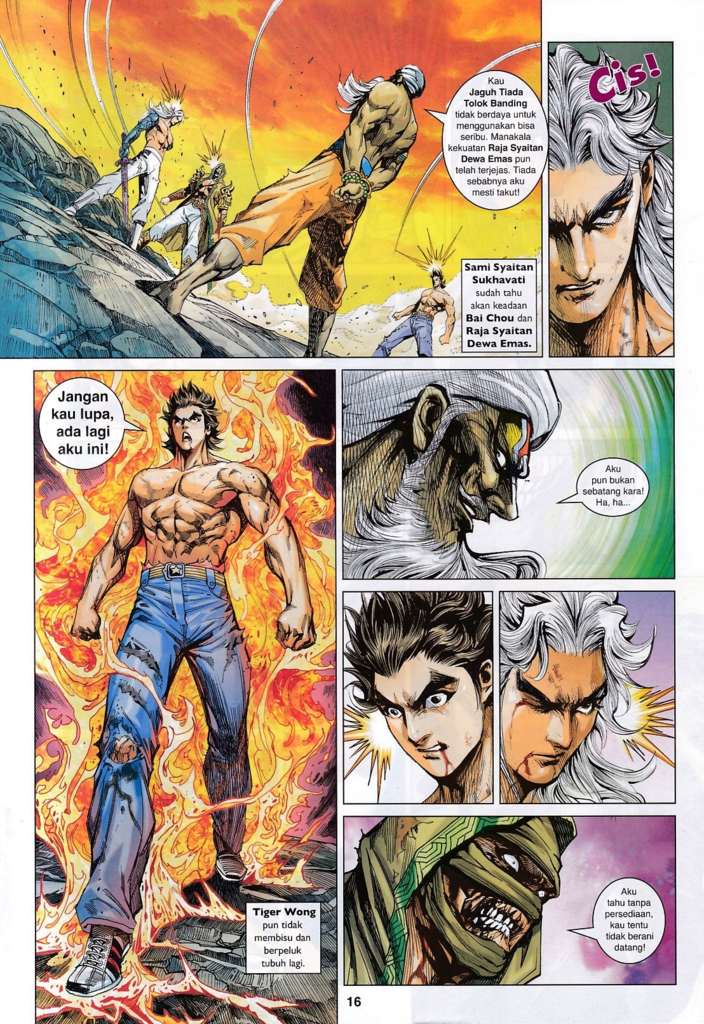 Kau
Jaguh Tiada
Tolok Banding
tidak berdaya untuk
menggunakan bisa
seribu. Manakala
kekuatan Raja Syaitan
Dewa Emas pun
telah terjejas. Tiada
sebabnya aku
mesti takut!
Cis!
Sami Syaitan
Sukhavati
sudah tahu
akan keadaan
Bai Chou dan
Raja Syaitan
Dewa Emas.
Jangan
kau lupa,
ada lagi
aku ini!
Aku
pun bukan
sebatang kara!
Ha, ha...
Tiger Wong
pun tidak
membisu dan
berpeluk
tubuh lagi.
Aku
tahu tanpa
persediaan,
kau tentu
tidak berani
datang!
16